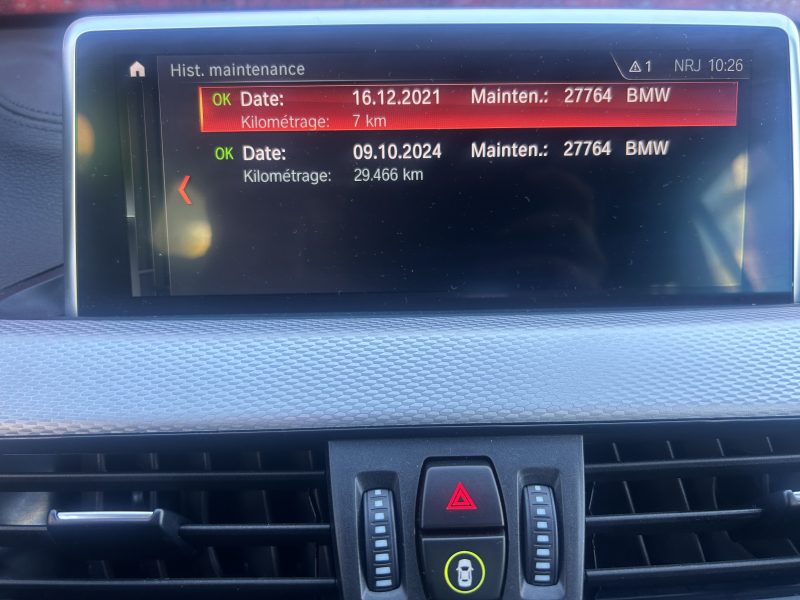 Hist. maintenance 1 NRJ 10:26
OK Date: 16.12.2021 Mainten.: 27764 BMW
Kilométrage: 7 km
OK Date: 09.10.2024 Mainten.: 27764 BMW
Kilométrage: 29.466 km